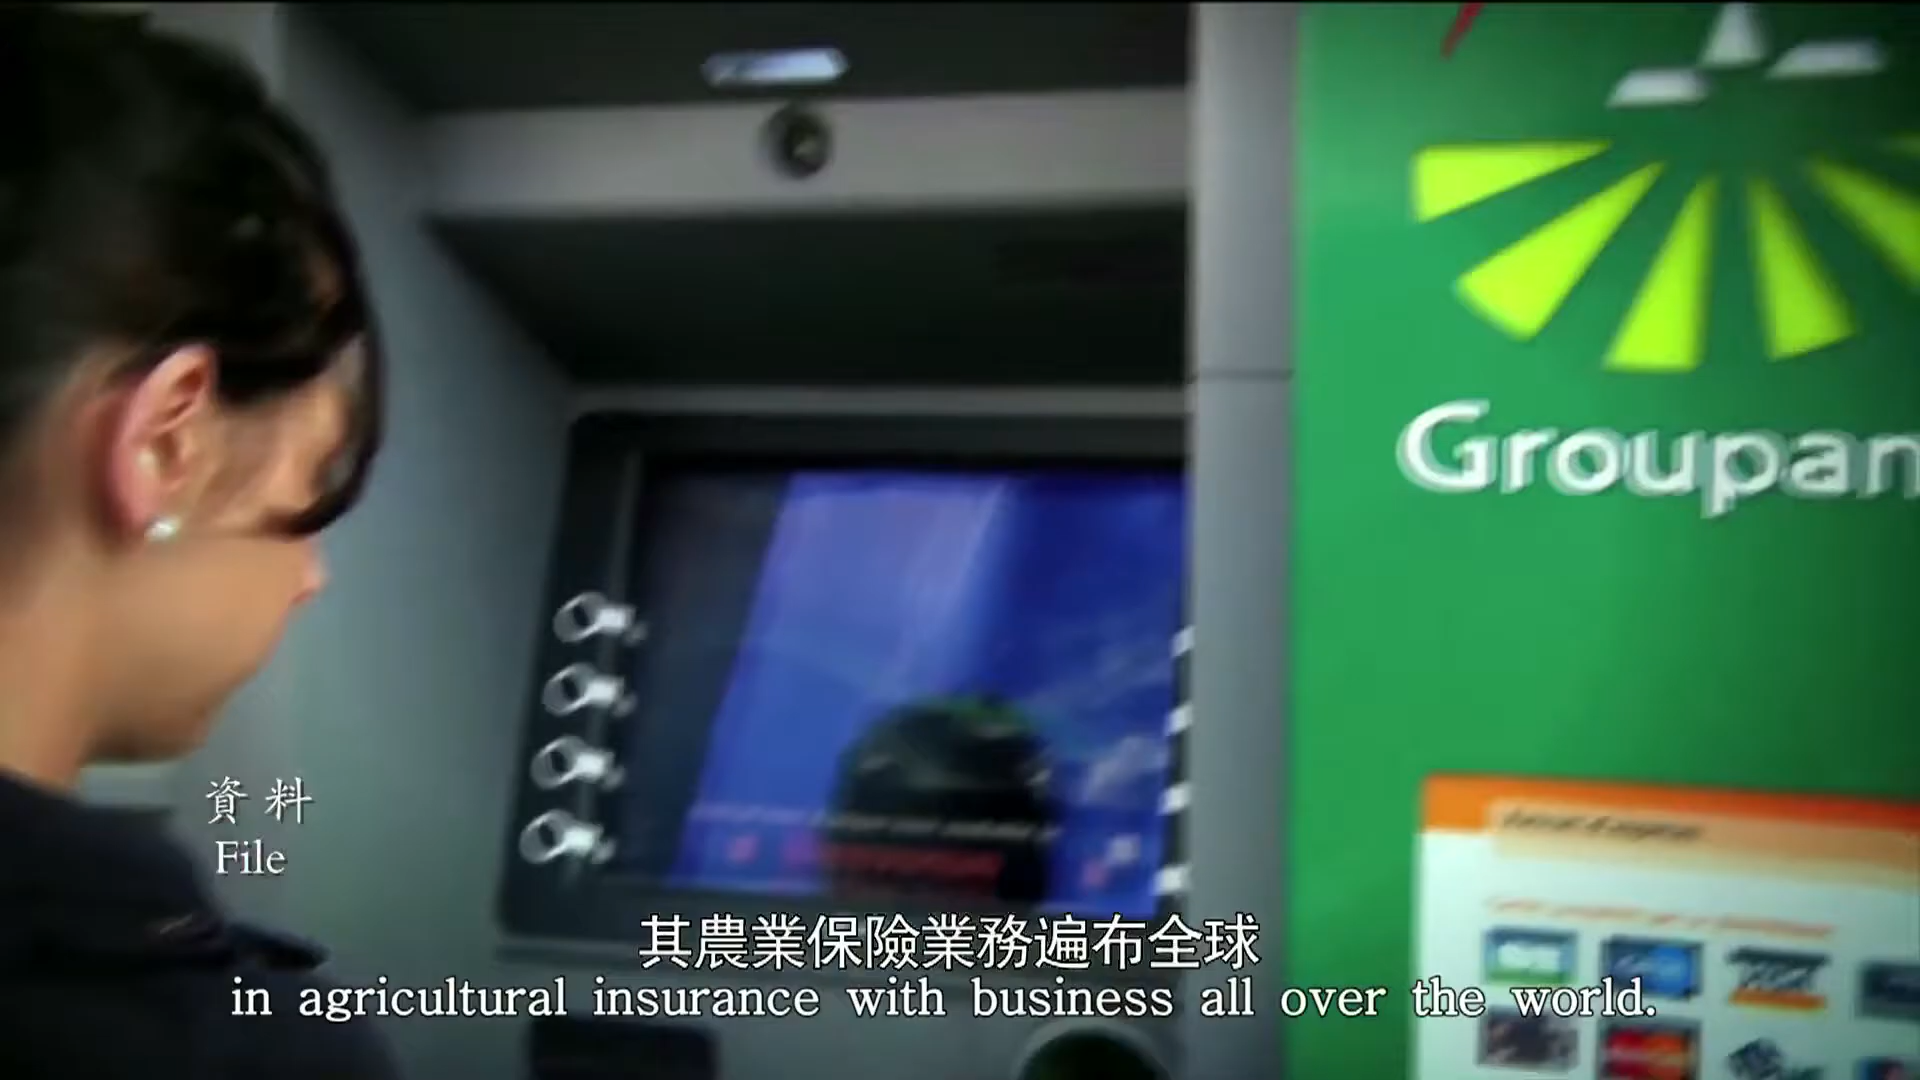 Groupan
資料
File
其農業保險業務遍布全球
in agricultural insurance with business all over the world.